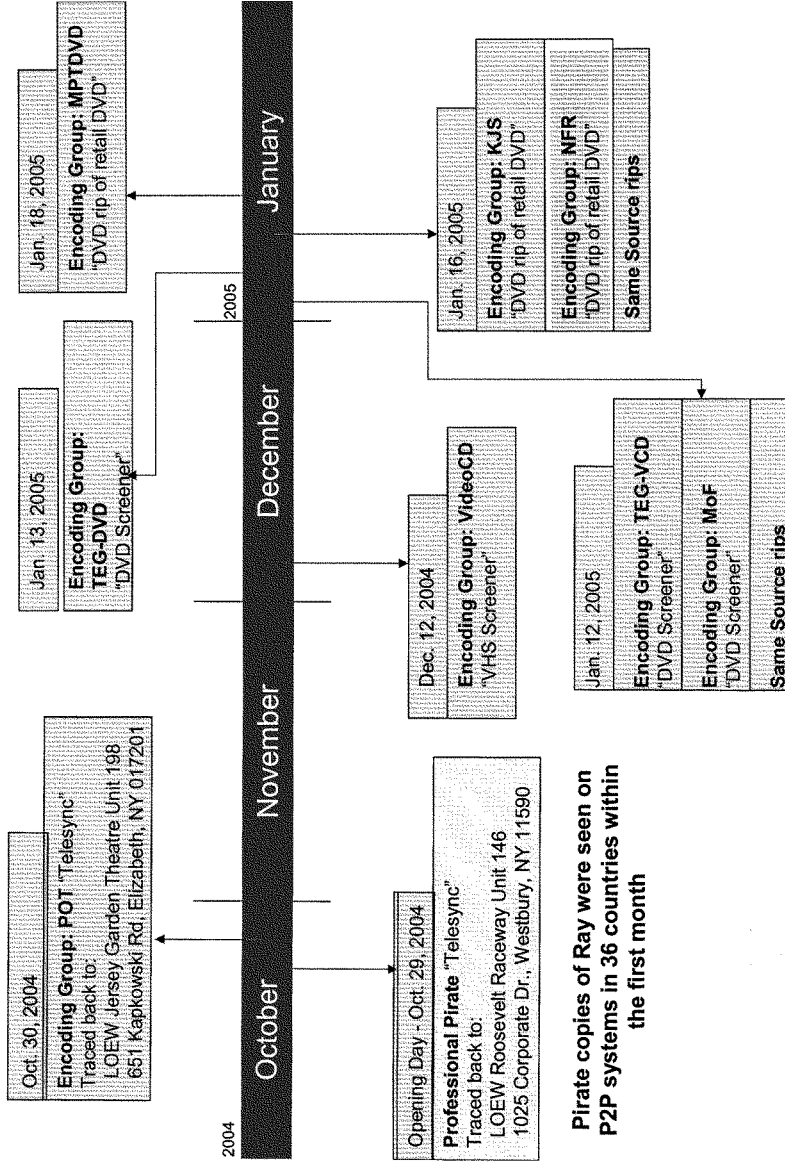 Oct. 30, 2004
Encoding Group: POT "Telesync"
Traced back to:
LOEW Jersey Garden Theatre Unit 198
651 Kapkowski Rd, Elizabeth, NY 017201
Jan. 13, 2005
Encoding Group:
TEG-DVD
"DVD Screener"
Jan. 18, 2005
Encoding Group: MPTDVD
"DVD rip of retail DVD"
2004
2005
October
November
December
January
Opening Day - Oct. 29, 2004
Professional Pirate "Telesync"
Traced back to:
LOEW Roosevelt Raceway Unit 146
1025 Corporate Dr., Westbury, NY 11590
Dec. 12, 2004
Encoding Group: VideoCD
"VHS Screener"
Jan. 16, 2005
Encoding Group: KJS
"DVD rip of retail DVD"
Encoding Group: NFR
"DVD rip of retail DVD"
Same Source rips
Jan. 12, 2005
Encoding Group: TEG-VCD
"DVD Screener"
Encoding Group: MoF
"DVD Screener"
Same Source rips
Pirate copies of Ray were seen on
P2P systems in 36 countries within
the first month